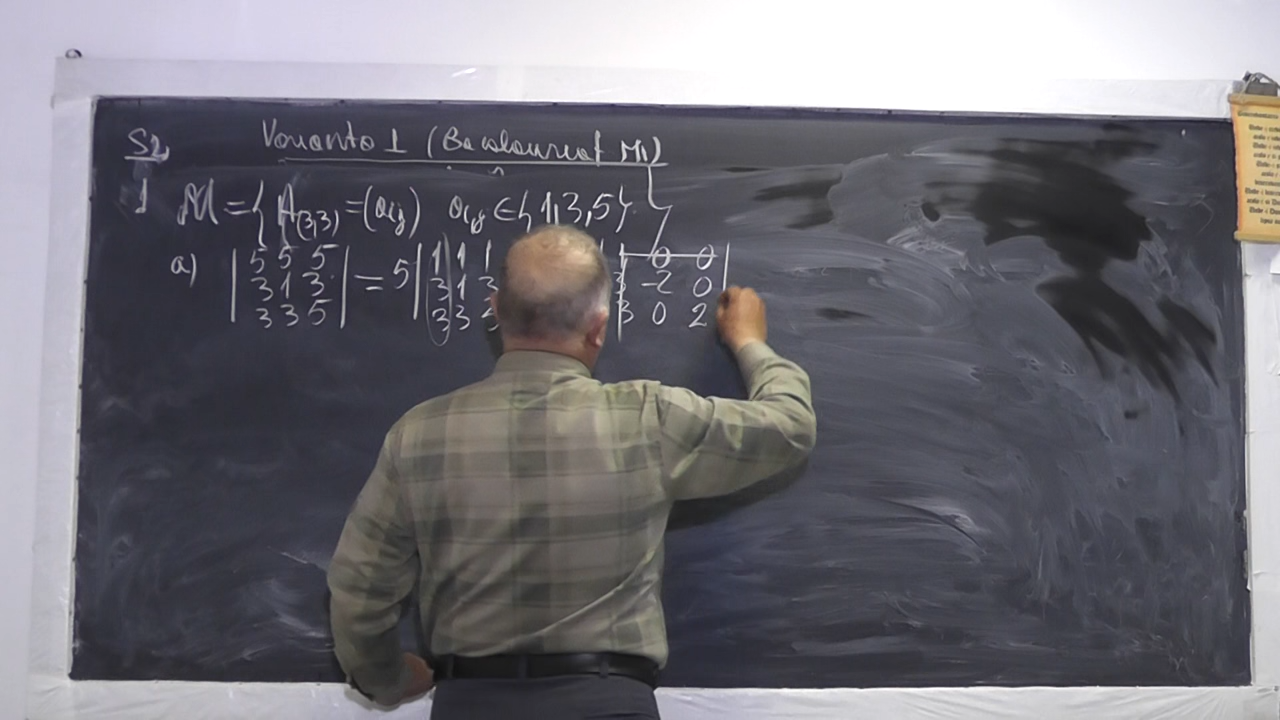 S2 Varianta 1 (Bacalaureat M1)
1 M = { A(3,3) = (aij) aij ∈ {1,3,5} }
a) | 5 5 5 | = 5 | 1 1 1 | 1 0 0 |
| 3 1 3 | | 3 1 3 | 3 -2 0 |
| 3 3 5 | | 3 3 | 3 0 2